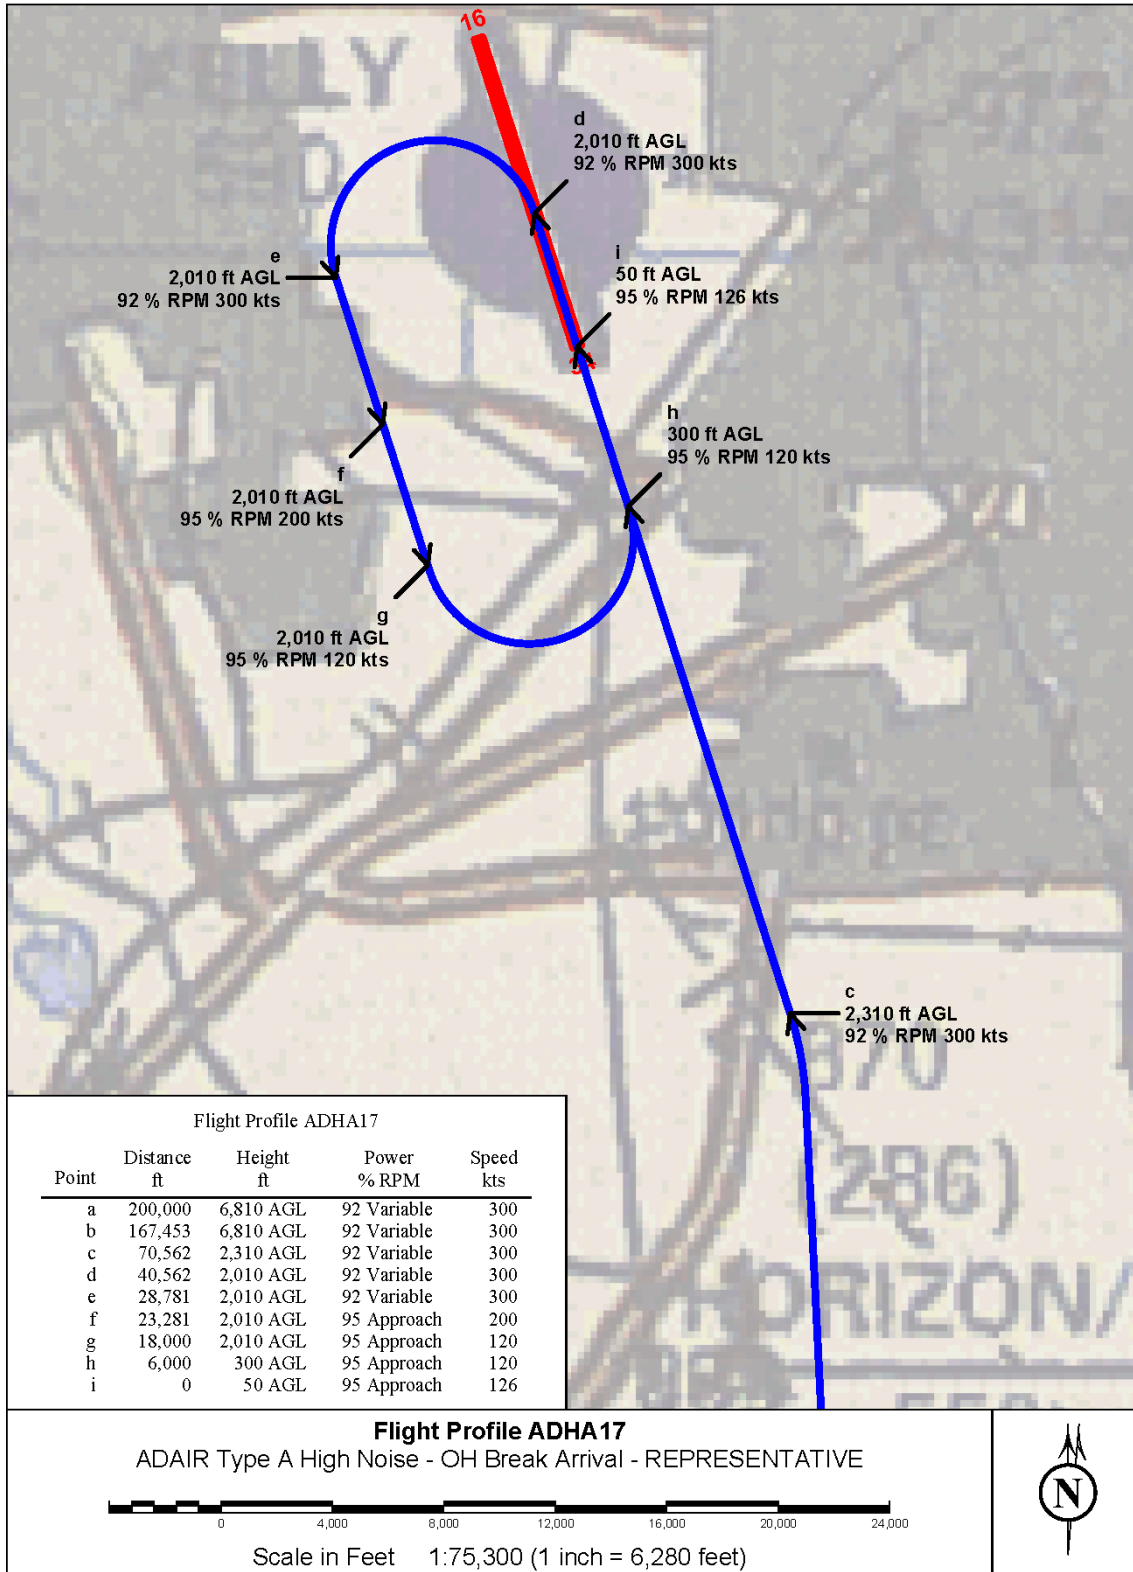 16
d
2,010 ft AGL
92 % RPM 300 kts
e
2,010 ft AGL
92 % RPM 300 kts
i
50 ft AGL
95 % RPM 126 kts
h
300 ft AGL
95 % RPM 120 kts
f
2,010 ft AGL
95 % RPM 200 kts
g
2,010 ft AGL
95 % RPM 120 kts
c
2,310 ft AGL
92 % RPM 300 kts
870
(286)
HORIZON/
Flight Profile ADHA17
Point Distance ft Height ft Power % RPM Speed kts
a 200,000 6,810 AGL 92 Variable 300
b 167,453 6,810 AGL 92 Variable 300
c 70,562 2,310 AGL 92 Variable 300
d 40,562 2,010 AGL 92 Variable 300
e 28,781 2,010 AGL 92 Variable 300
f 23,281 2,010 AGL 95 Approach 200
g 18,000 2,010 AGL 95 Approach 120
h 6,000 300 AGL 95 Approach 120
i 0 50 AGL 95 Approach 126
Flight Profile ADHA17
ADAIR Type A High Noise - OH Break Arrival - REPRESENTATIVE
0 4,000 8,000 12,000 16,000 20,000 24,000
Scale in Feet 1:75,300 (1 inch = 6,280 feet)
N